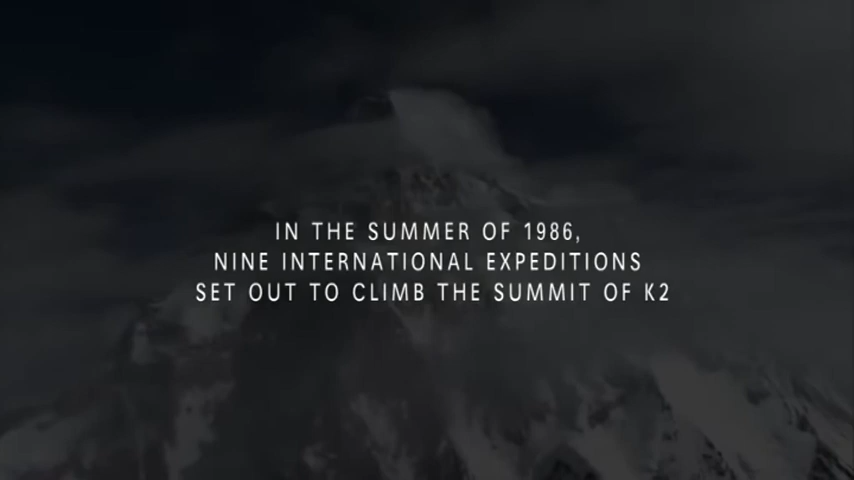 IN THE SUMMER OF 1986,
NINE INTERNATIONAL EXPEDITIONS
SET OUT TO CLIMB THE SUMMIT OF K2